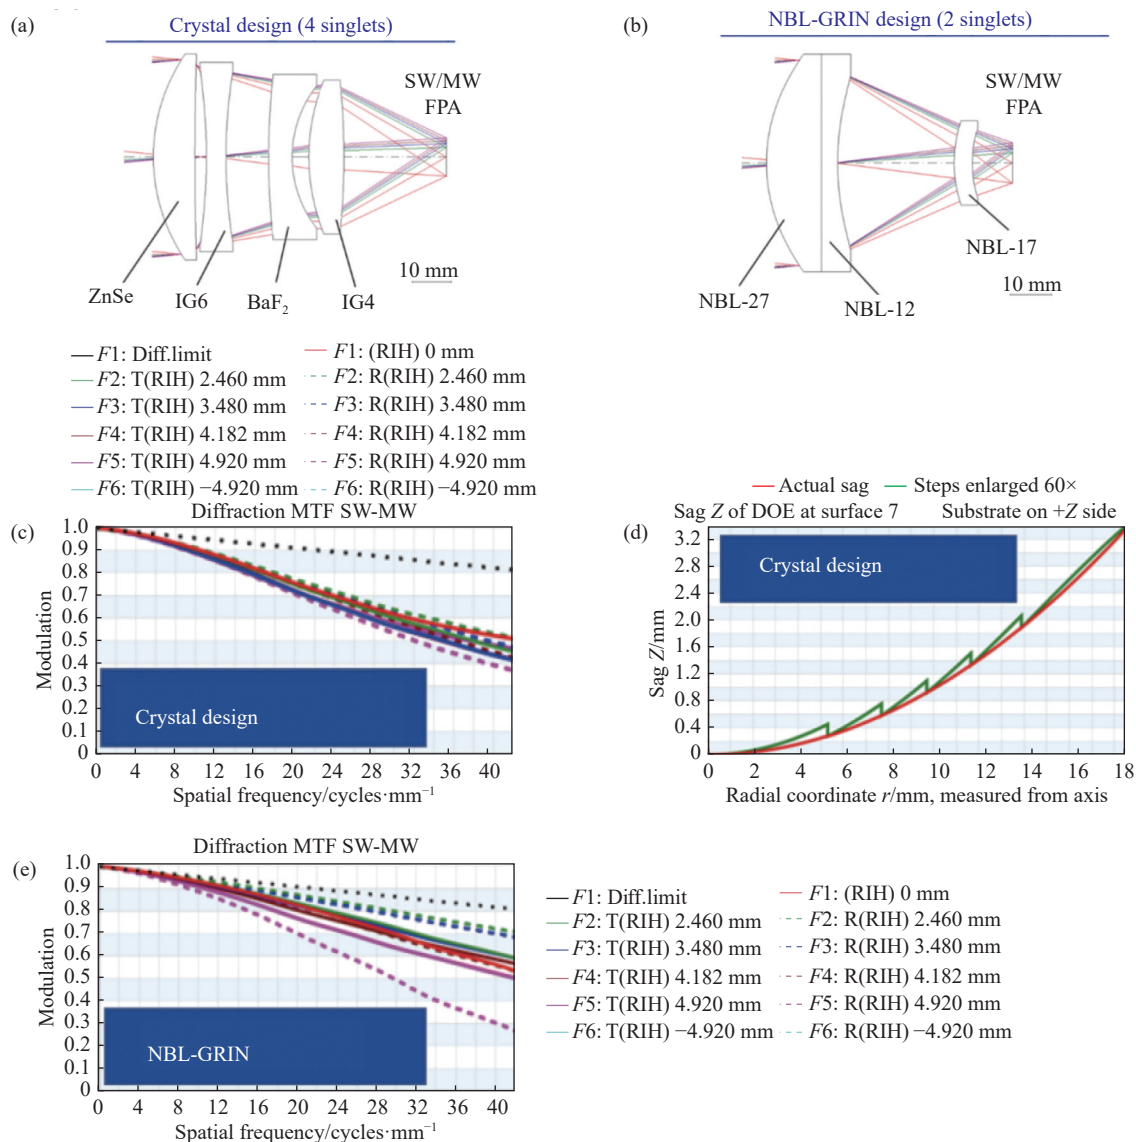 (a)
Crystal design (4 singlets)
SW/MW
FPA
ZnSe
IG6
BaF₂
IG4
10 mm
(b)
NBL-GRIN design (2 singlets)
SW/MW
FPA
NBL-27
NBL-12
NBL-17
10 mm
F1: Diff.limit
F1: (RIH) 0 mm
F2: T(RIH) 2.460 mm
F2: R(RIH) 2.460 mm
F3: T(RIH) 3.480 mm
F3: R(RIH) 3.480 mm
F4: T(RIH) 4.182 mm
F4: R(RIH) 4.182 mm
F5: T(RIH) 4.920 mm
F5: R(RIH) 4.920 mm
F6: T(RIH) −4.920 mm
F6: R(RIH) −4.920 mm
(c)
Diffraction MTF SW-MW
1.0
0.9
0.8
0.7
0.6
0.5
0.4
0.3
0.2
0.1
0
Modulation
Crystal design
0 4 8 12 16 20 24 28 32 36 40
Spatial frequency/cycles·mm⁻¹
(d)
Actual sag
Steps enlarged 60×
Sag Z of DOE at surface 7
Substrate on +Z side
3.2
2.8
2.4
2.0
1.6
1.2
0.8
0.4
0
Sag Z/mm
Crystal design
0 2 4 6 8 10 12 14 16 18
Radial coordinate r/mm, measured from axis
(e)
Diffraction MTF SW-MW
1.0
0.9
0.8
0.7
0.6
0.5
0.4
0.3
0.2
0.1
0
Modulation
NBL-GRIN
0 4 8 12 16 20 24 28 32 36 40
Spatial frequency/cycles·mm⁻¹
F1: Diff.limit
F1: (RIH) 0 mm
F2: T(RIH) 2.460 mm
F2: R(RIH) 2.460 mm
F3: T(RIH) 3.480 mm
F3: R(RIH) 3.480 mm
F4: T(RIH) 4.182 mm
F4: R(RIH) 4.182 mm
F5: T(RIH) 4.920 mm
F5: R(RIH) 4.920 mm
F6: T(RIH) −4.920 mm
F6: R(RIH) −4.920 mm